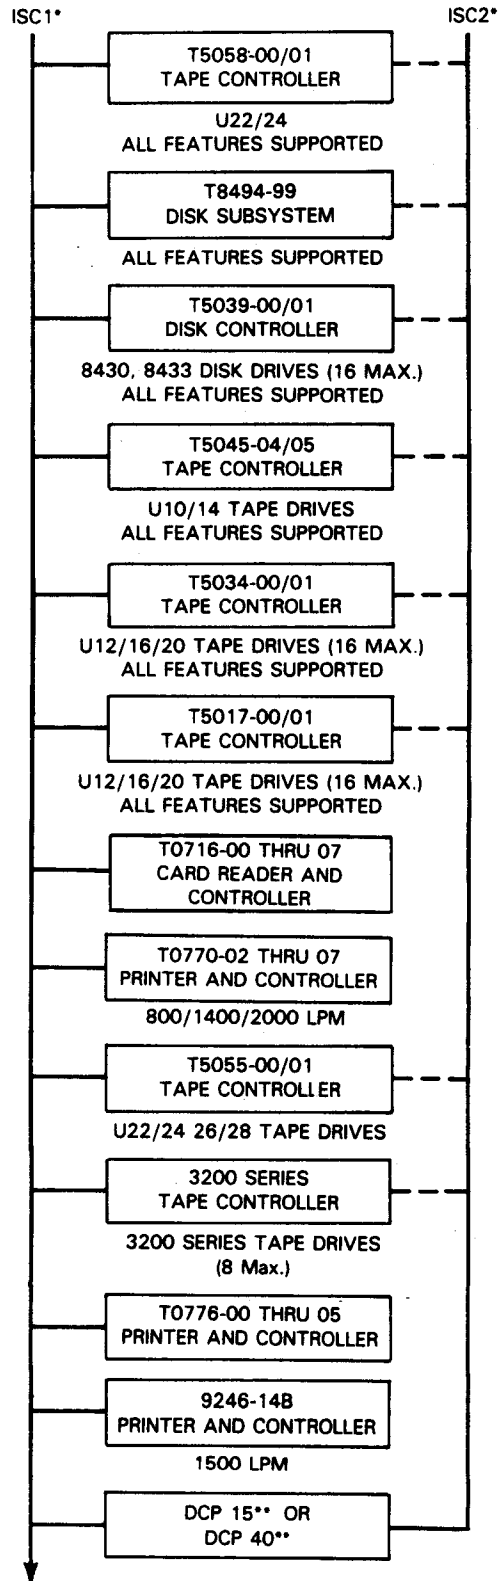 ISC1*
ISC2*
T5058-00/01
TAPE CONTROLLER
U22/24
ALL FEATURES SUPPORTED
T8494-99
DISK SUBSYSTEM
ALL FEATURES SUPPORTED
T5039-00/01
DISK CONTROLLER
8430, 8433 DISK DRIVES (16 MAX.)
ALL FEATURES SUPPORTED
T5045-04/05
TAPE CONTROLLER
U10/14 TAPE DRIVES
ALL FEATURES SUPPORTED
T5034-00/01
TAPE CONTROLLER
U12/16/20 TAPE DRIVES (16 MAX.)
ALL FEATURES SUPPORTED
T5017-00/01
TAPE CONTROLLER
U12/16/20 TAPE DRIVES (16 MAX.)
ALL FEATURES SUPPORTED
T0716-00 THRU 07
CARD READER AND
CONTROLLER
T0770-02 THRU 07
PRINTER AND CONTROLLER
800/1400/2000 LPM
T5055-00/01
TAPE CONTROLLER
U22/24 26/28 TAPE DRIVES
3200 SERIES
TAPE CONTROLLER
3200 SERIES TAPE DRIVES
(8 Max.)
T0776-00 THRU 05
PRINTER AND CONTROLLER
9246-14B
PRINTER AND CONTROLLER
1500 LPM
DCP 15** OR
DCP 40**